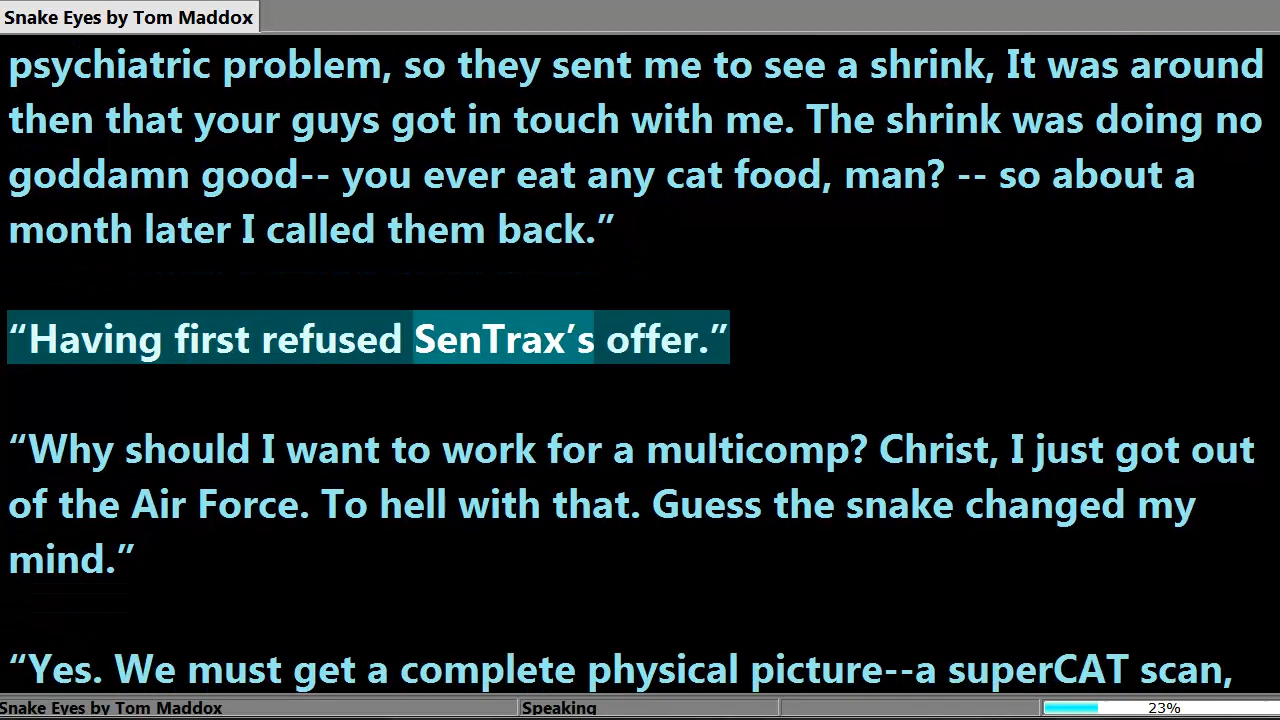 Snake Eyes by Tom Maddox
psychiatric problem, so they sent me to see a shrink, It was around
then that your guys got in touch with me. The shrink was doing no
goddamn good-- you ever eat any cat food, man? -- so about a
month later I called them back.”
“Having first refused SenTrax’s offer.”
“Why should I want to work for a multicomp? Christ, I just got out
of the Air Force. To hell with that. Guess the snake changed my
mind.”
“Yes. We must get a complete physical picture--a superCAT scan,
Snake Eyes by Tom Maddox
Speaking
23%